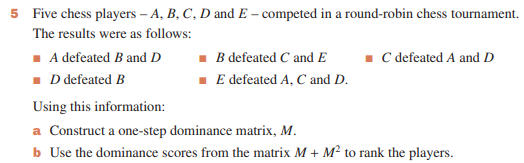 5 Five chess players – A, B, C, D and E – competed in a round-robin chess tournament.
The results were as follows:
■ A defeated B and D ■ B defeated C and E ■ C defeated A and D
■ D defeated B ■ E defeated A, C and D.
Using this information:
a Construct a one-step dominance matrix, M.
b Use the dominance scores from the matrix M + M² to rank the players.